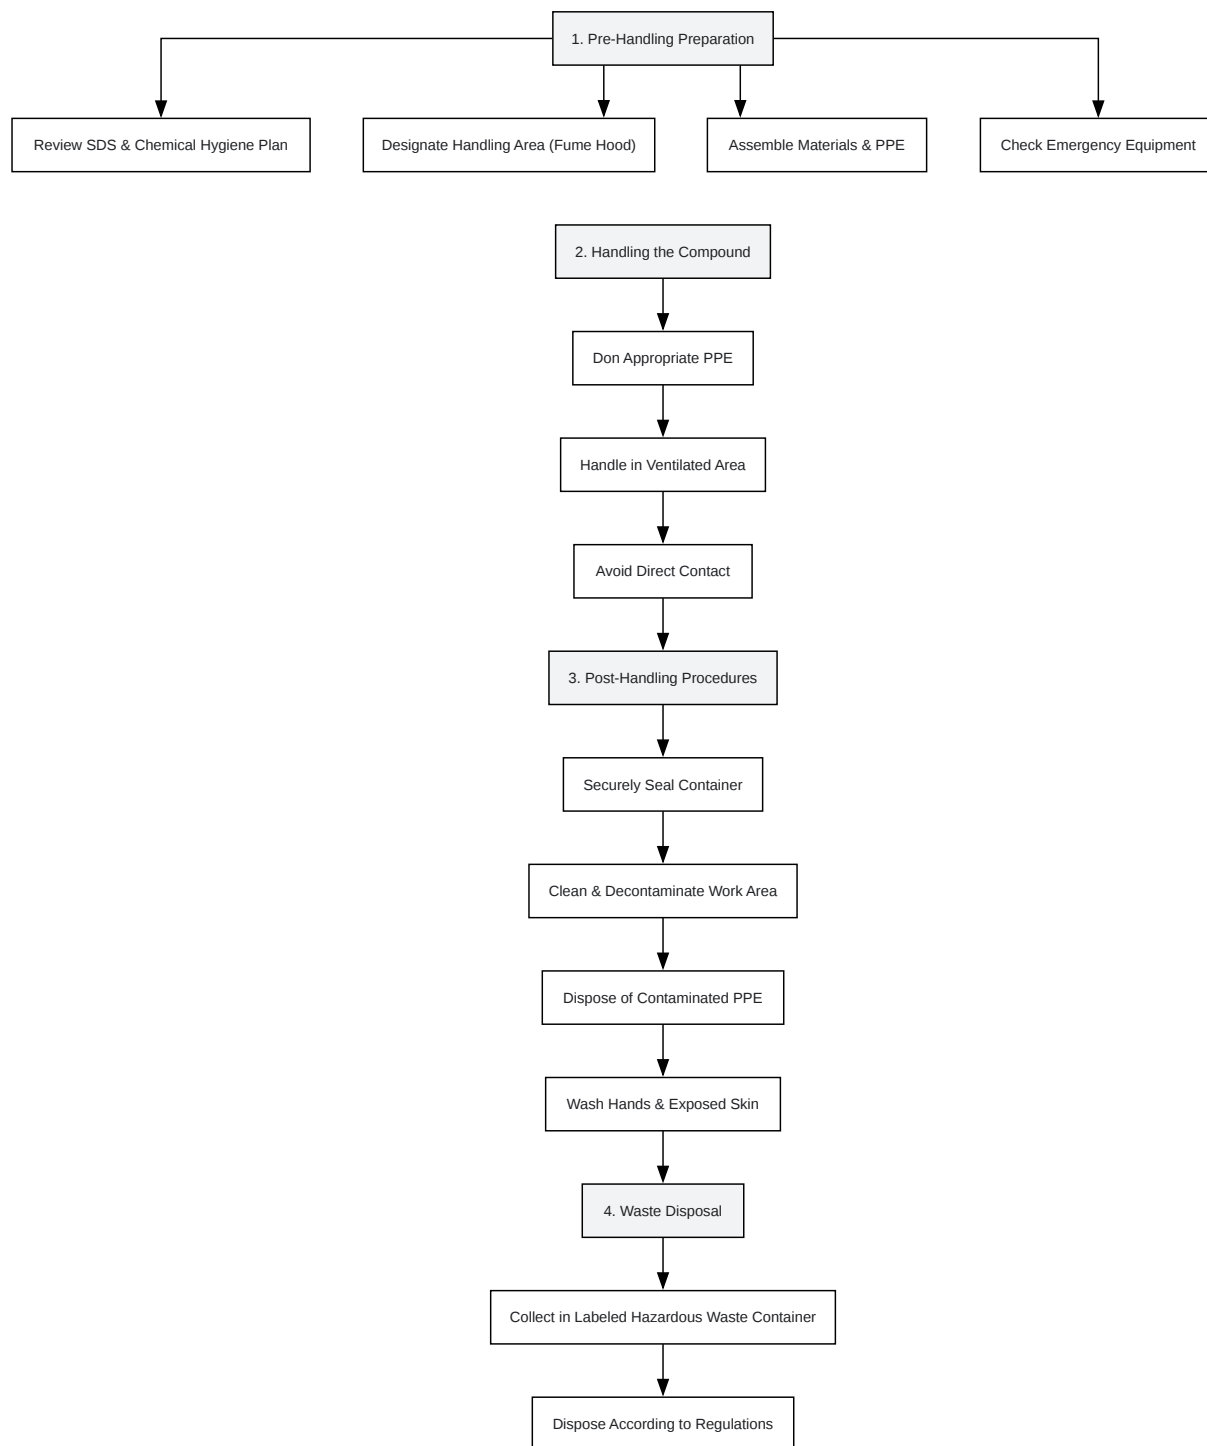 1. Pre-Handling Preparation
Review SDS & Chemical Hygiene Plan
Designate Handling Area (Fume Hood)
Assemble Materials & PPE
Check Emergency Equipment
2. Handling the Compound
Don Appropriate PPE
Handle in Ventilated Area
Avoid Direct Contact
3. Post-Handling Procedures
Securely Seal Container
Clean & Decontaminate Work Area
Dispose of Contaminated PPE
Wash Hands & Exposed Skin
4. Waste Disposal
Collect in Labeled Hazardous Waste Container
Dispose According to Regulations